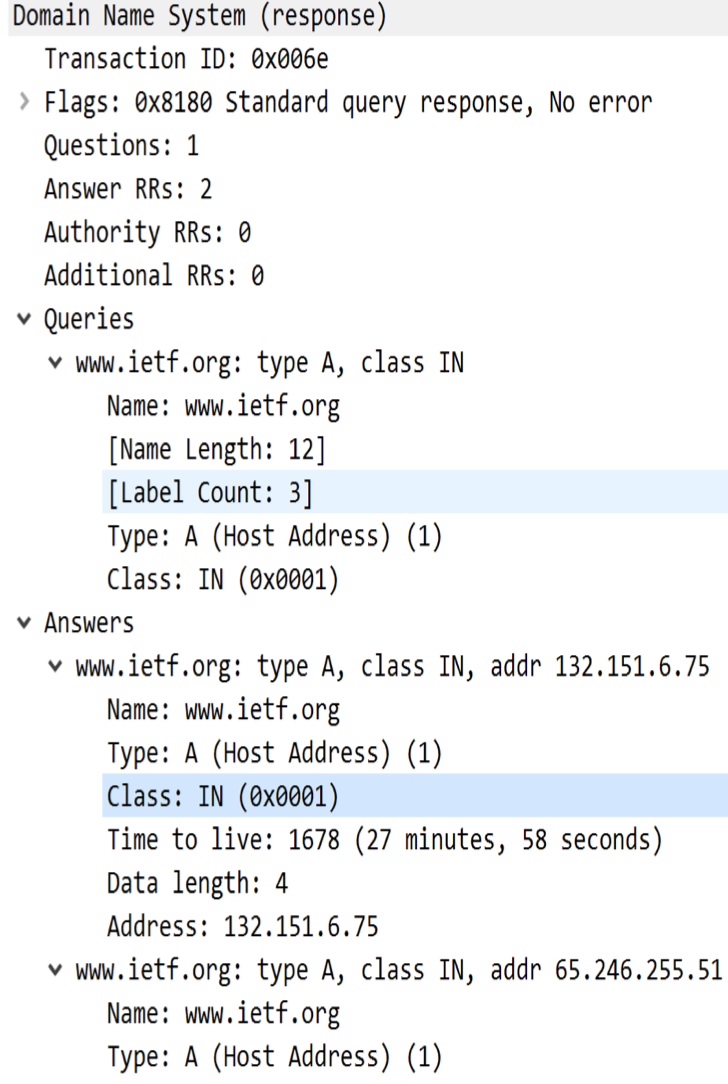 Domain Name System (response)
Transaction ID: 0x006e
Flags: 0x8180 Standard query response, No error
Questions: 1
Answer RRs: 2
Authority RRs: 0
Additional RRs: 0
Queries
www.ietf.org: type A, class IN
Name: www.ietf.org
[Name Length: 12]
[Label Count: 3]
Type: A (Host Address) (1)
Class: IN (0x0001)
Answers
www.ietf.org: type A, class IN, addr 132.151.6.75
Name: www.ietf.org
Type: A (Host Address) (1)
Class: IN (0x0001)
Time to live: 1678 (27 minutes, 58 seconds)
Data length: 4
Address: 132.151.6.75
www.ietf.org: type A, class IN, addr 65.246.255.51
Name: www.ietf.org
Type: A (Host Address) (1)